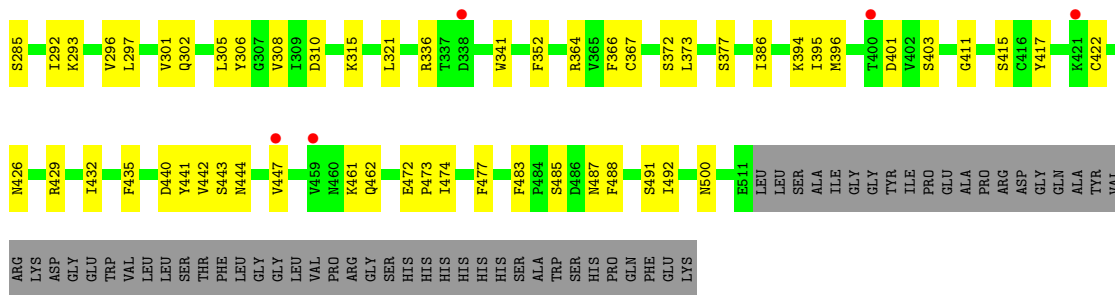 S285 I292 K293 V296 L297 V301 Q302 L305 Y306 G307 V308 I309 D310 K315 L321 R336 T337 D338 W341 F352 R364 V365 F366 C367 S372 L373 S377 I386 K394 I395 M396 T400 D401 V402 S403 G411 S415 C416 Y417 K421 C422
N426 R429 I432 F435 D440 Y441 V442 S443 N444 V447 V459 N460 K461 Q462 E472 P473 I474 F477 F483 P484 S485 D486 N487 F488 S491 I492 N500 E511 LEU LEU SER ALA ILE GLY GLY TYR ILE PRO GLU ALA PRO ARG ASP GLY GLN ALA TYR VAL
ARG LYS ASP GLY GLU TRP VAL LEU LEU SER THR PHE LEU GLY GLY LEU VAL PRO ARG GLY SER HIS HIS HIS HIS HIS HIS SER ALA TRP SER HIS PRO GLN PHE GLU LYS